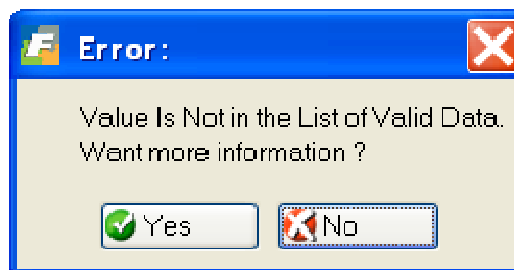 Error:
Value Is Not in the List of Valid Data.
Want more information ?
Yes
No